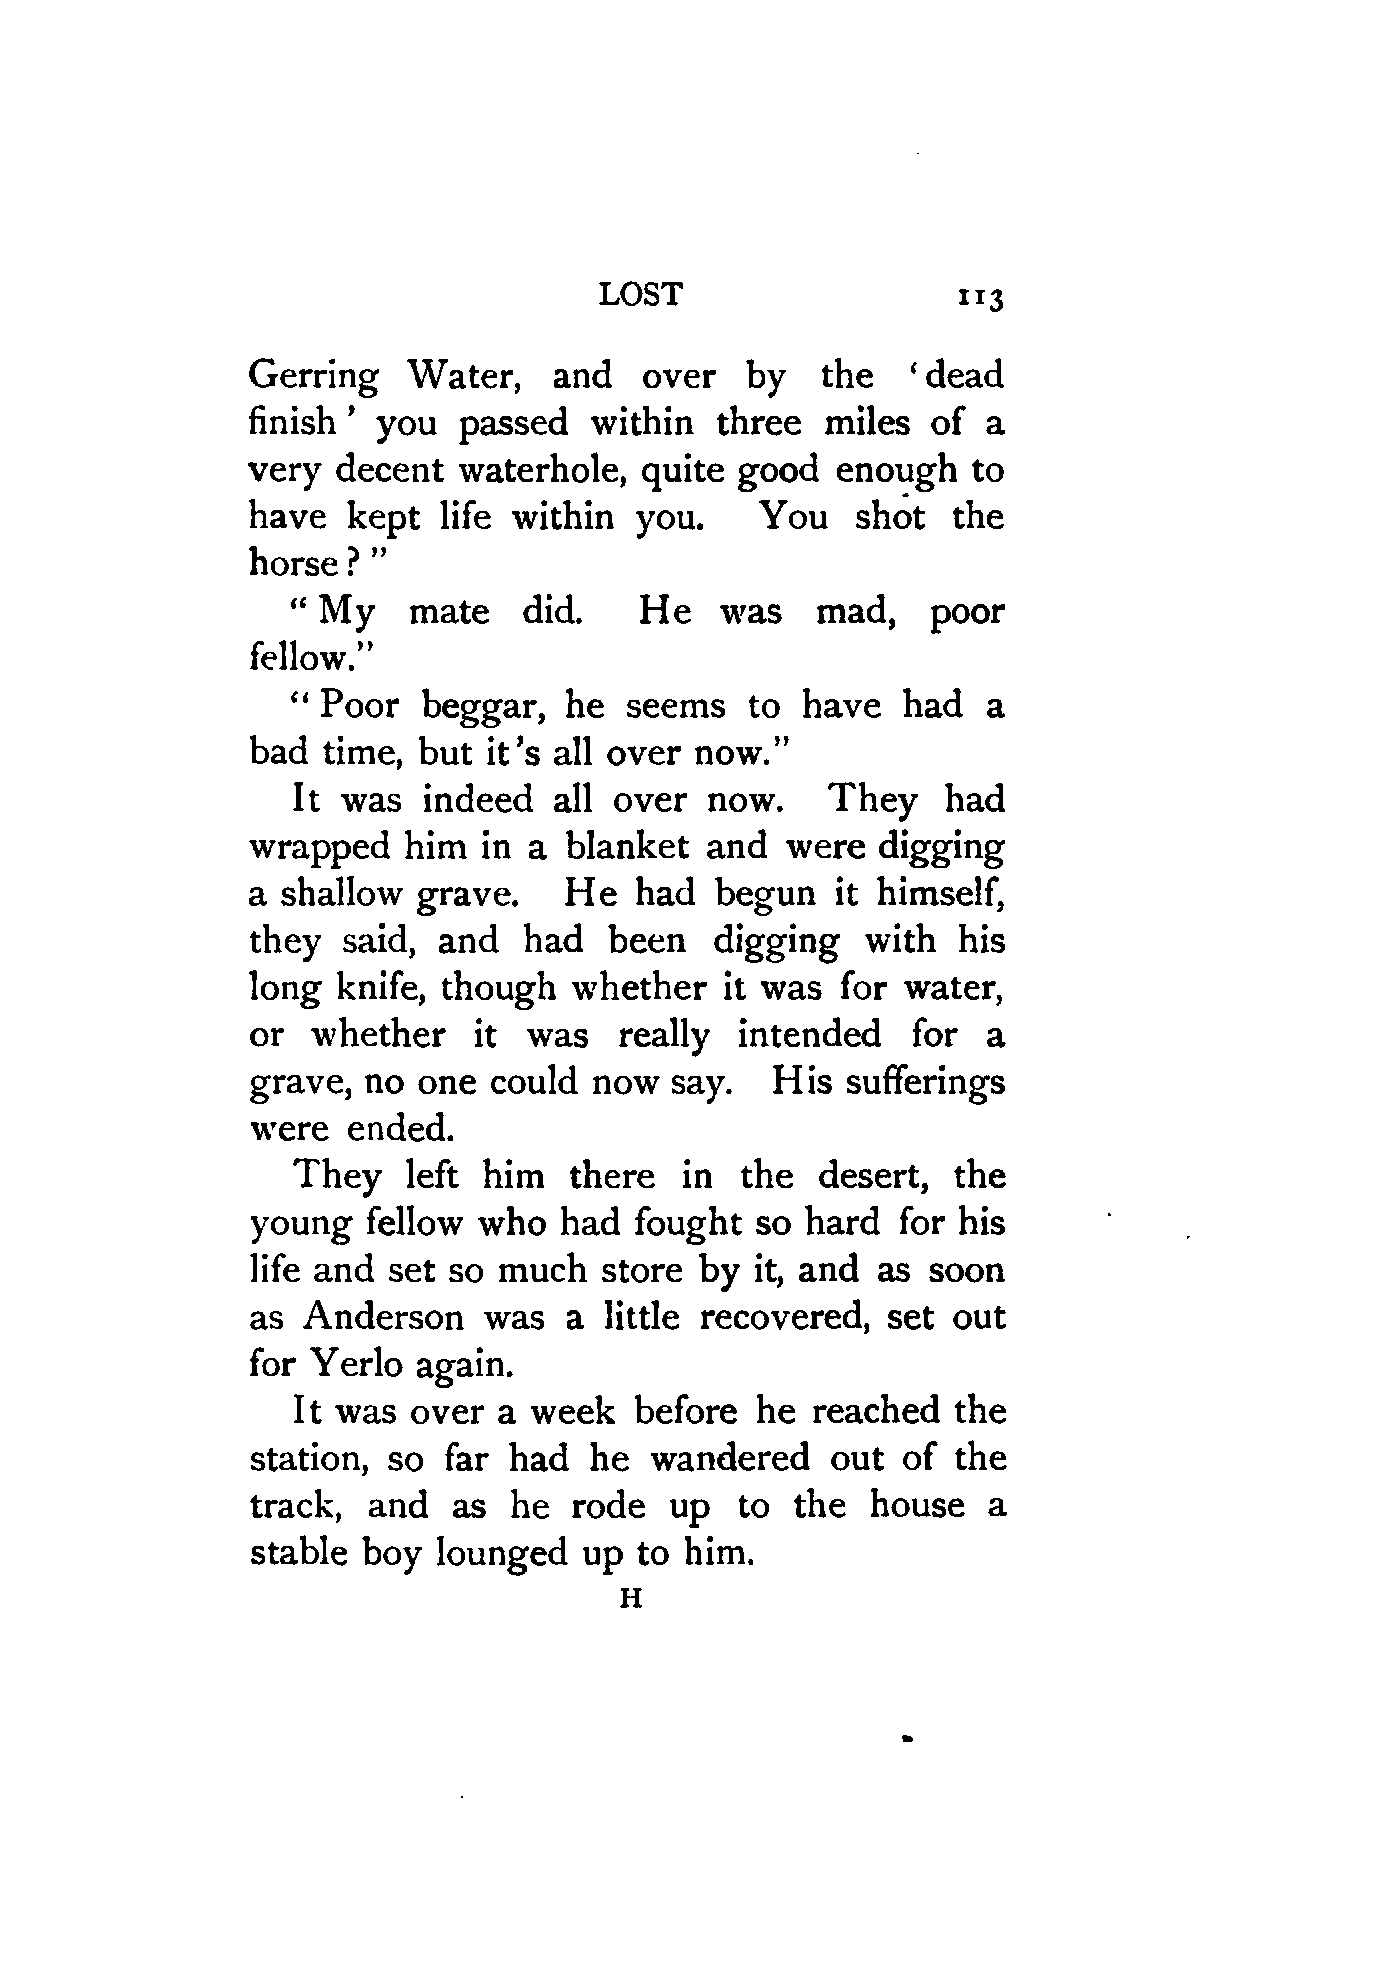 LOST 113
Gerring Water, and over by the ‘dead
finish’ you passed within three miles of a
very decent waterhole, quite good enough to
have kept life within you. You shot the
horse?”
“My mate did. He was mad, poor
fellow.”
“Poor beggar, he seems to have had a
bad time, but it’s all over now.”
It was indeed all over now. They had
wrapped him in a blanket and were digging
a shallow grave. He had begun it himself,
they said, and had been digging with his
long knife, though whether it was for water,
or whether it was really intended for a
grave, no one could now say. His sufferings
were ended.
They left him there in the desert, the
young fellow who had fought so hard for his
life and set so much store by it, and as soon
as Anderson was a little recovered, set out
for Yerlo again.
It was over a week before he reached the
station, so far had he wandered out of the
track, and as he rode up to the house a
stable boy lounged up to him.
H